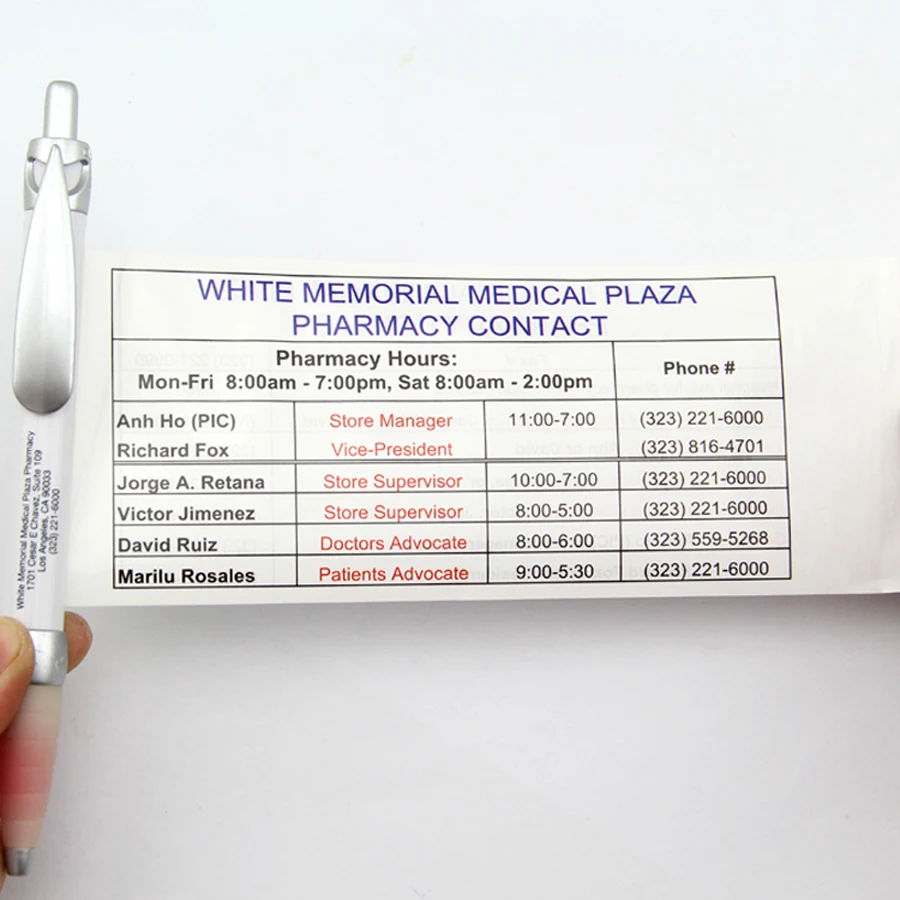 WHITE MEMORIAL MEDICAL PLAZA
PHARMACY CONTACT
Pharmacy Hours:
Mon-Fri 8:00am - 7:00pm, Sat 8:00am - 2:00pm
Phone #
Anh Ho (PIC) Store Manager 11:00-7:00 (323) 221-6000
Richard Fox Vice-President (323) 816-4701
Jorge A. Retana Store Supervisor 10:00-7:00 (323) 221-6000
Victor Jimenez Store Supervisor 8:00-5:00 (323) 221-6000
David Ruiz Doctors Advocate 8:00-6:00 (323) 559-5268
Marilu Rosales Patients Advocate 9:00-5:30 (323) 221-6000
White Memorial Medical Plaza Pharmacy
1701 Cesar E Chavez, Suite 109
Los Angeles, CA 90033
(323) 221-6000